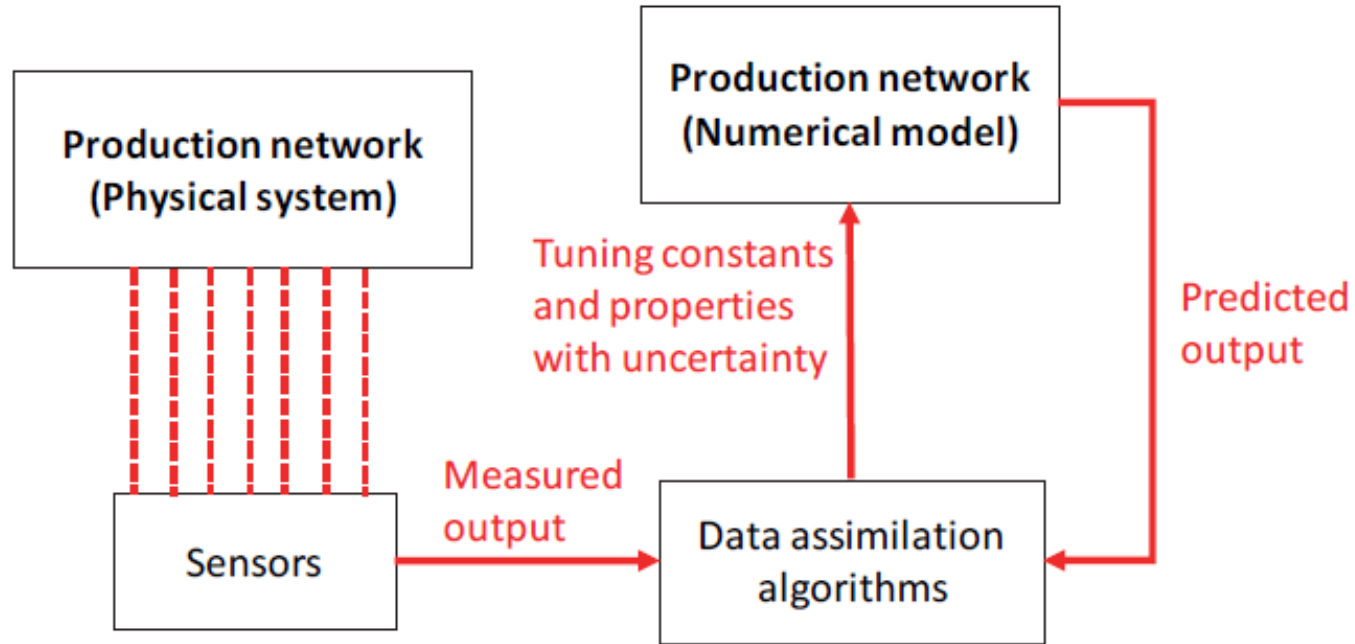 Production network
(Physical system)
Production network
(Numerical model)
Tuning constants
and properties
with uncertainty
Predicted
output
Measured
output
Sensors
Data assimilation
algorithms